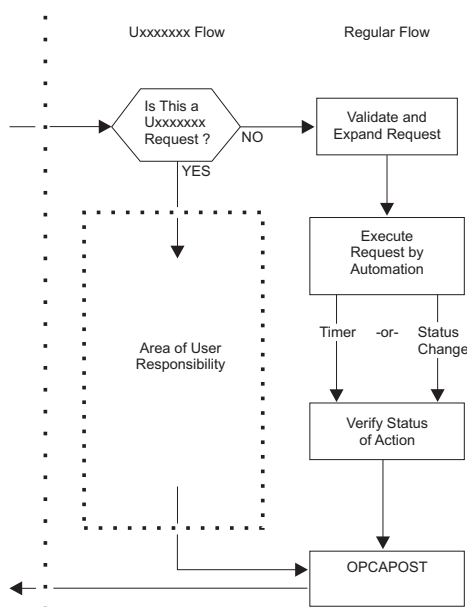 Uxxxxxxx Flow
Regular Flow
Is This a
Uxxxxxxx
Request ?
NO
YES
Validate and
Expand Request
Execute
Request by
Automation
Timer -or- Status
Change
Area of User
Responsibility
Verify Status
of Action
OPCAPOST